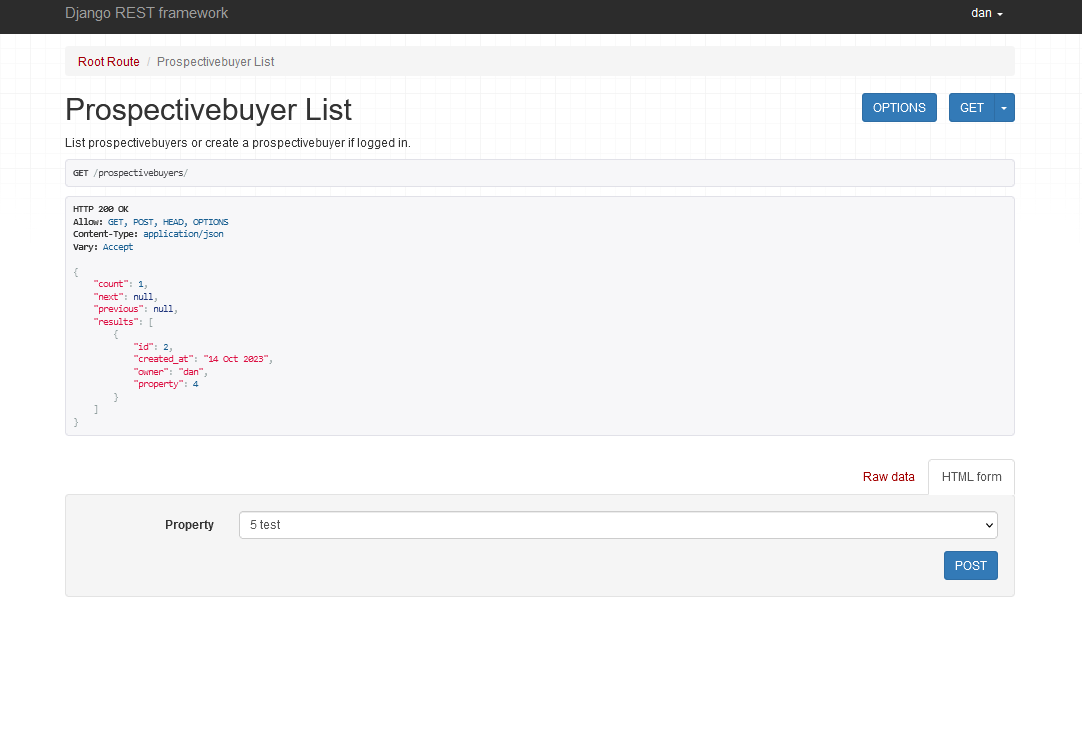 Django REST framework
dan
Root Route / Prospectivebuyer List
Prospectivebuyer List
OPTIONS
GET
List prospectivebuyers or create a prospectivebuyer if logged in.
GET /prospectivebuyers/
HTTP 200 OK
Allow: GET, POST, HEAD, OPTIONS
Content-Type: application/json
Vary: Accept
{
    "count": 1,
    "next": null,
    "previous": null,
    "results": [
        {
            "id": 2,
            "created_at": "14 Oct 2023",
            "owner": "dan",
            "property": 4
        }
    ]
}
Raw data
HTML form
Property
5 test
POST